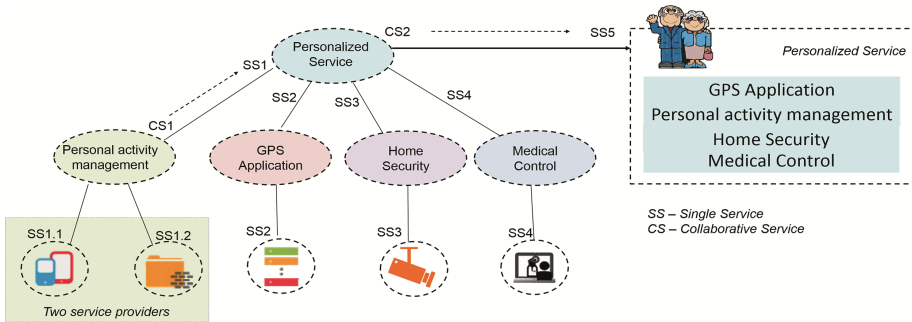 CS2
SS5
Personalized
Service
SS1
Personalized Service
SS2
SS3
SS4
CS1
GPS Application
Personal activity management
Home Security
Medical Control
Personal activity
management
GPS
Application
Home
Security
Medical
Control
SS – Single Service
CS – Collaborative Service
SS1.1
SS1.2
SS2
SS3
SS4
Two service providers